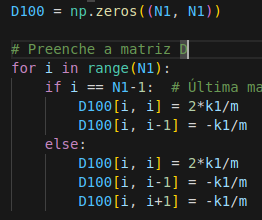 D100 = np.zeros((N1, N1))
# Preenche a matriz D
for i in range(N1):
if i == N1-1: # Última
D100[i, i] = 2*k1/m
D100[i, i-1] = -k1/m
else:
D100[i, i] = 2*k1/m
D100[i, i-1] = -k1/m
D100[i, i+1] = -k1/m